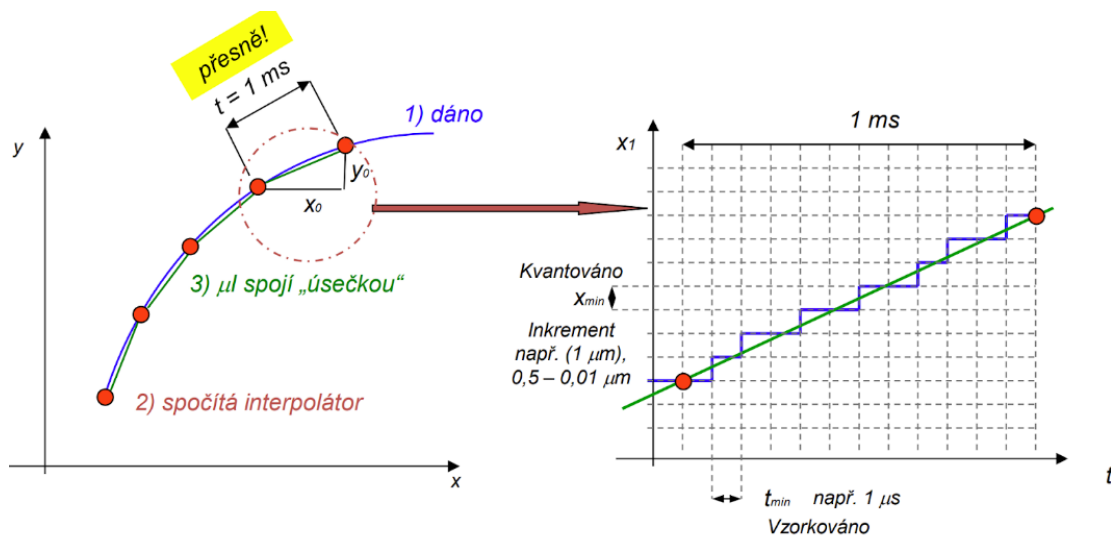 přesně!
t = 1 ms
1) dáno
y
y0
x0
3) μI spojí „úsečkou“
2) spočítá interpolátor
x
x1
1 ms
Kvantováno
xmin
Inkrement
např. (1 μm),
0,5 – 0,01 μm
t
tmin např. 1 μs
Vzorkováno